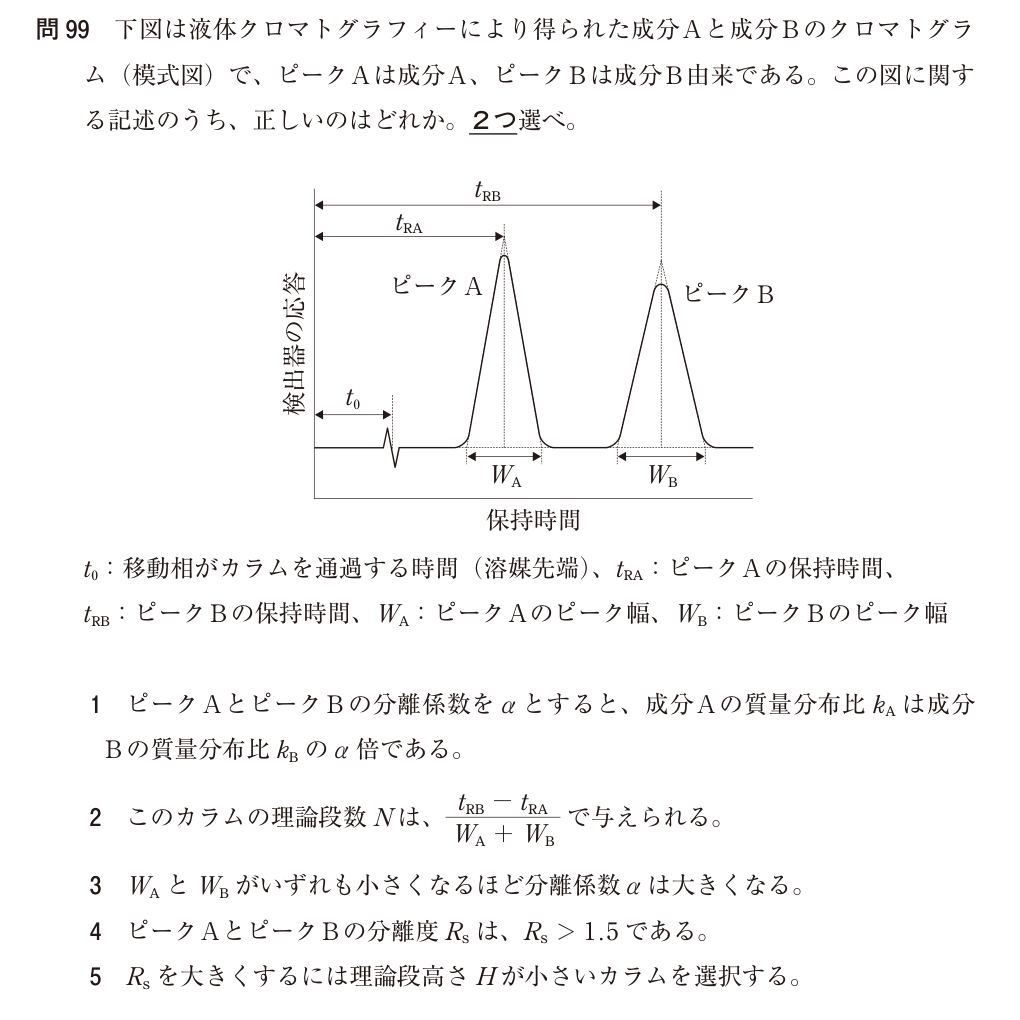 問99 下図は液体クロマトグラフィーにより得られた成分Aと成分Bのクロマトグラ
ム（模式図）で、ピークAは成分A、ピークBは成分B由来である。この図に関す
る記述のうち、正しいのはどれか。2つ選べ。
tRB
tRA
ピークA
ピークB
検出器の応答
t0
WA
WB
保持時間
t0：移動相がカラムを通過する時間（溶媒先端）、tRA：ピークAの保持時間、
tRB：ピークBの保持時間、WA：ピークAのピーク幅、WB：ピークBのピーク幅
1 ピークAとピークBの分離係数をαとすると、成分Aの質量分布比kAは成分
Bの質量分布比kBのα倍である。
2 このカラムの理論段数Nは、(tRB − tRA)/(WA + WB)で与えられる。
3 WAとWBがいずれも小さくなるほど分離係数αは大きくなる。
4 ピークAとピークBの分離度Rsは、Rs > 1.5である。
5 Rsを大きくするには理論段高さHが小さいカラムを選択する。